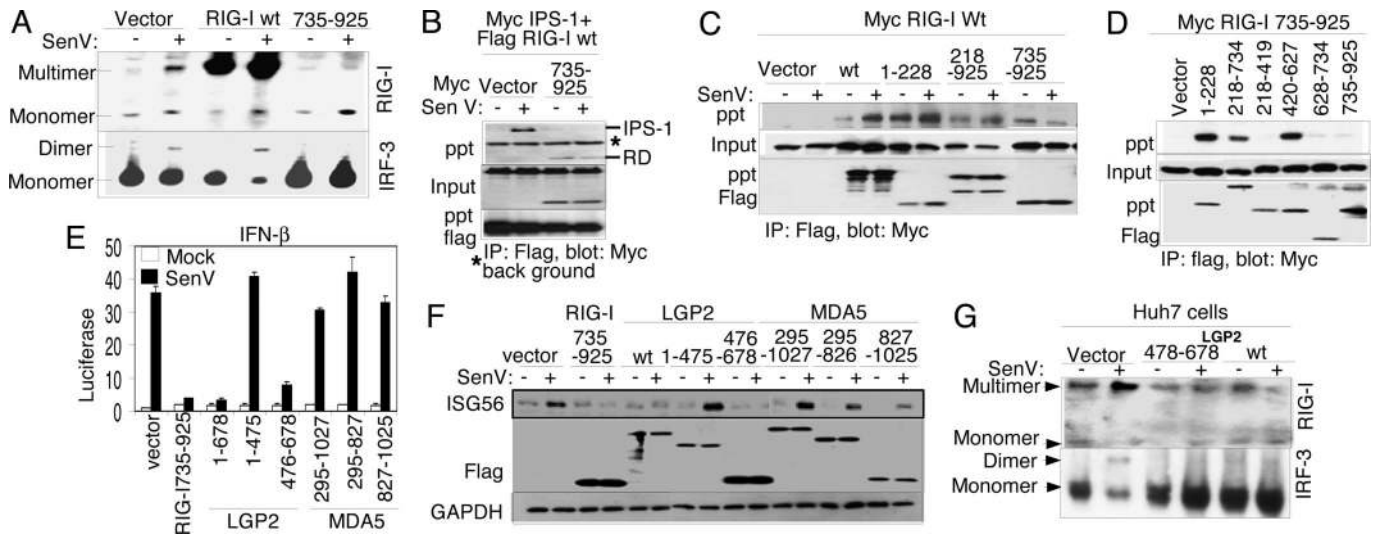 A
Vector RIG-I wt 735-925
SenV: - + - + - +
Multimer
Monomer
RIG-I
Dimer
Monomer
IRF-3
B
Myc IPS-1+
Flag RIG-I wt
Myc Vector 735-
925
Sen V: - + - +
IPS-1
*
RD
ppt
Input
ppt
flag
IP: Flag, blot: Myc
* back ground
C
Myc RIG-I Wt
Vector wt 1-228 218
-925 735
-925
SenV: - + - + - + - + - +
ppt
Input
ppt
Flag
IP: Flag, blot: Myc
D
Myc RIG-I 735-925
Vector
1-228
218-734
218-419
420-627
628-734
735-925
ppt
Input
ppt
Flag
IP: flag, blot: Myc
E
IFN-β
Mock
SenV
Luciferase
50
40
30
20
10
0
vector
RIG-I735-925
1-678
1-475
476-678
295-1027
295-827
827-1025
LGP2 MDA5
F
RIG-I LGP2 MDA5
vector 735
-925 wt 1-475 476
-678 295
-1027 295
-826 827
-1025
SenV: - + - + - + - + - + - + - + - +
ISG56
Flag
GAPDH
G
Huh7 cells
LGP2
Vector 478-678 wt
SenV: - + - + - +
Multimer
Monomer
RIG-I
Dimer
Monomer
IRF-3